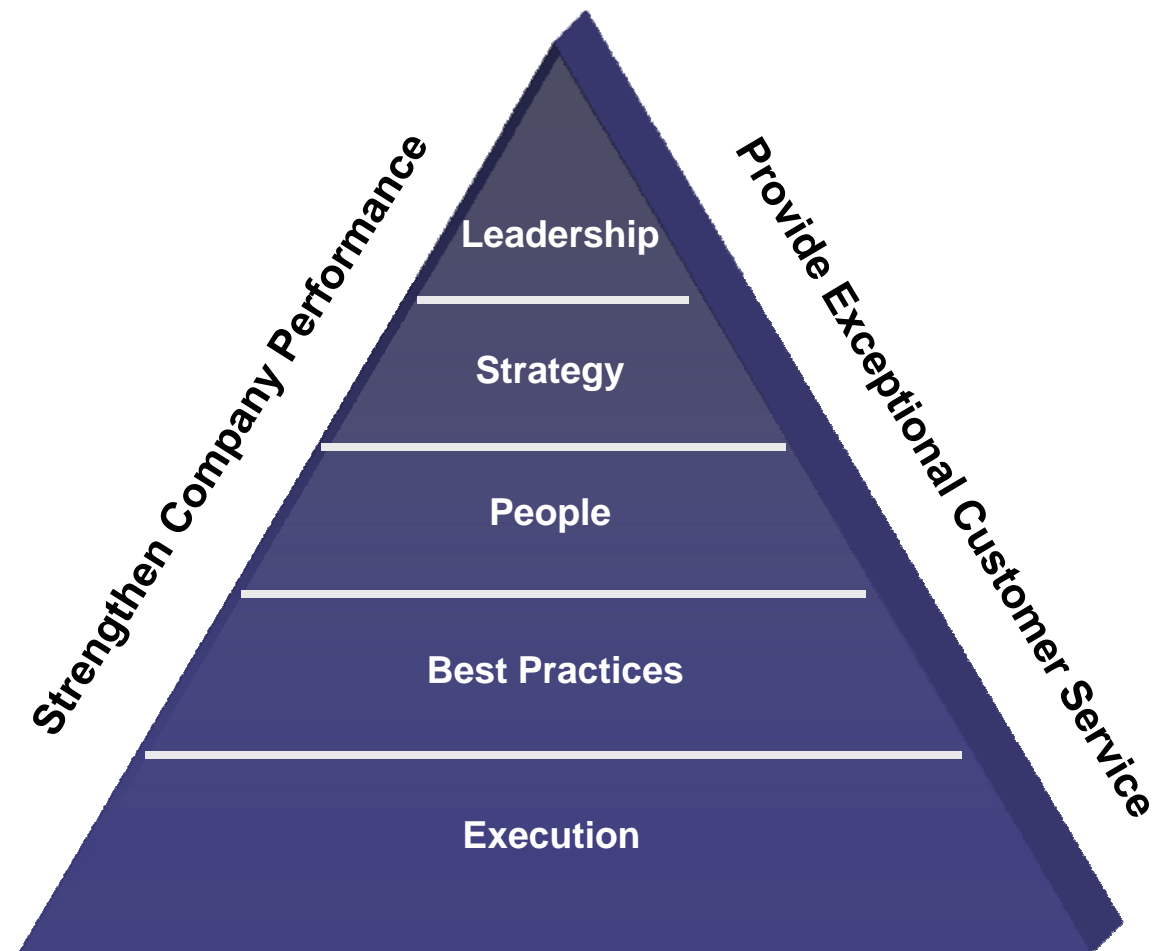 Strengthen Company Performance
Provide Exceptional Customer Service
Leadership
Strategy
People
Best Practices
Execution